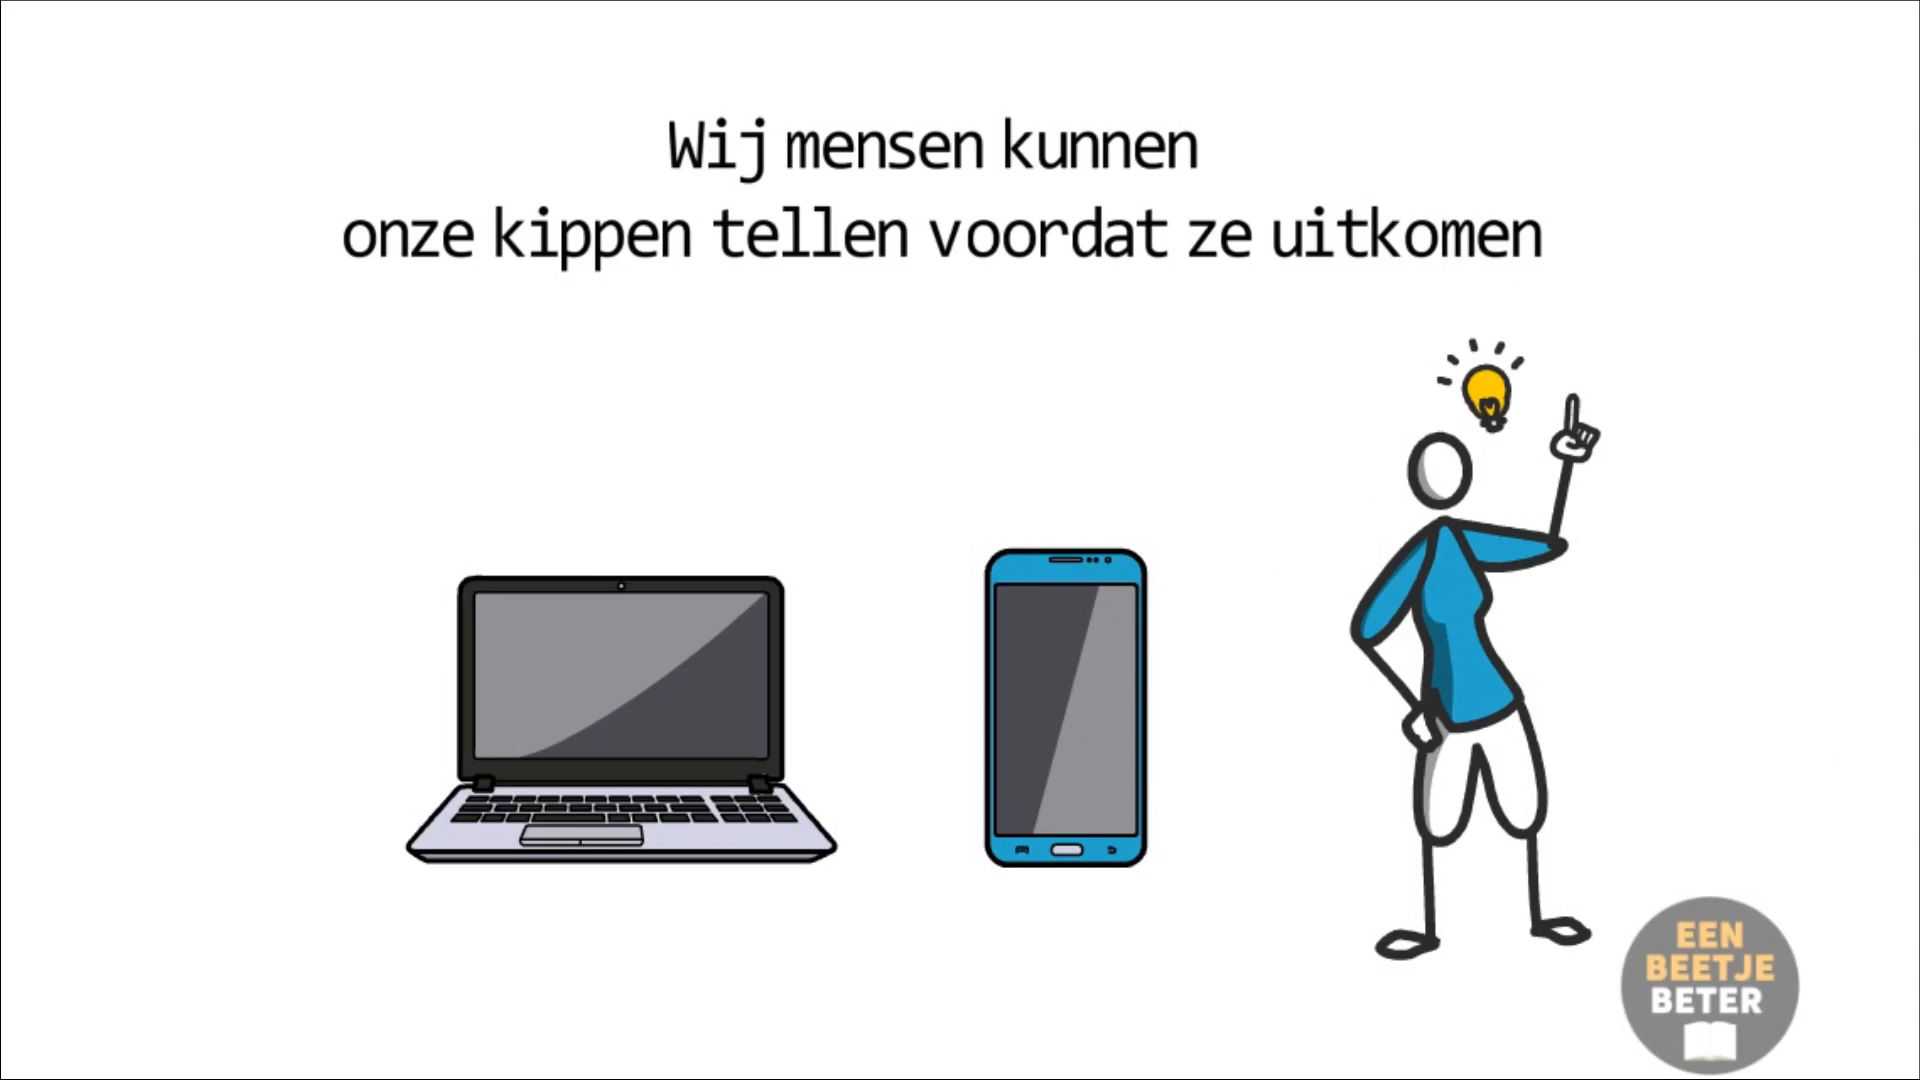 Wij mensen kunnen
onze kippen tellen voordat ze uitkomen
EEN
BEETJE
BETER